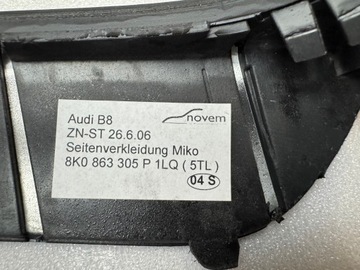 Audi B8
novem
ZN-ST 26.6.06
Seitenverkleidung Miko
8K0 863 305 P 1LQ ( 5TL )
04 S